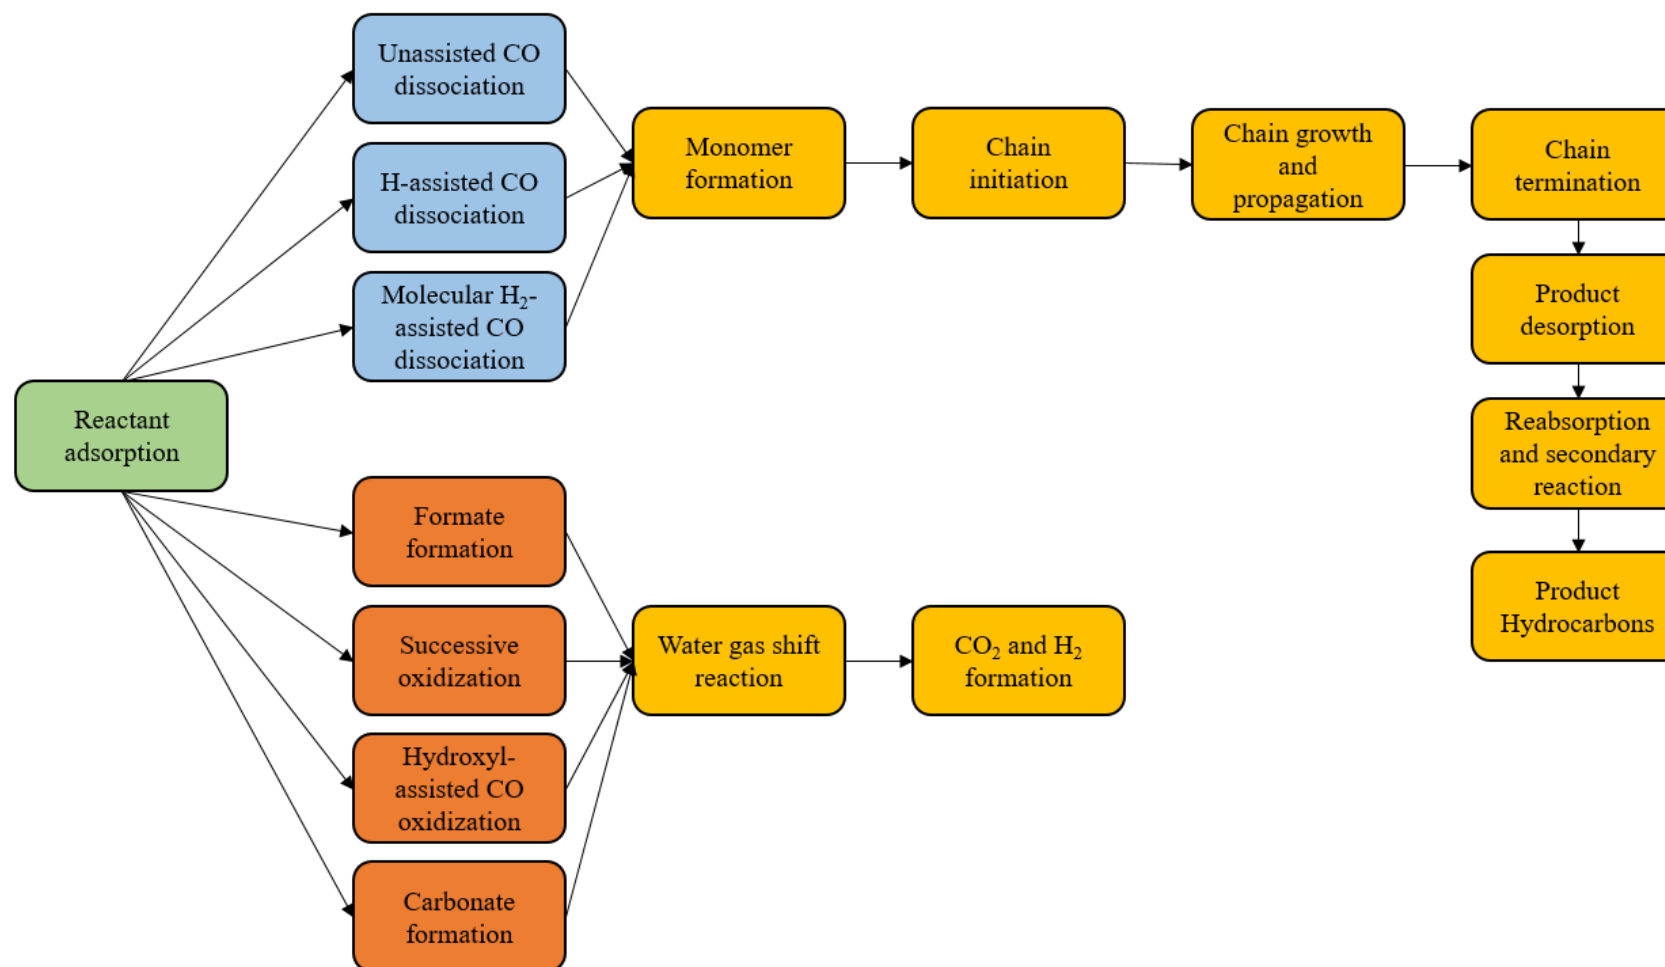 Unassisted CO
dissociation
H-assisted CO
dissociation
Molecular H₂-
assisted CO
dissociation
Reactant
adsorption
Formate
formation
Successive
oxidization
Hydroxyl-
assisted CO
oxidization
Carbonate
formation
Monomer
formation
Chain
initiation
Chain growth
and
propagation
Chain
termination
Product
desorption
Reabsorption
and secondary
reaction
Product
Hydrocarbons
Water gas shift
reaction
CO₂ and H₂
formation